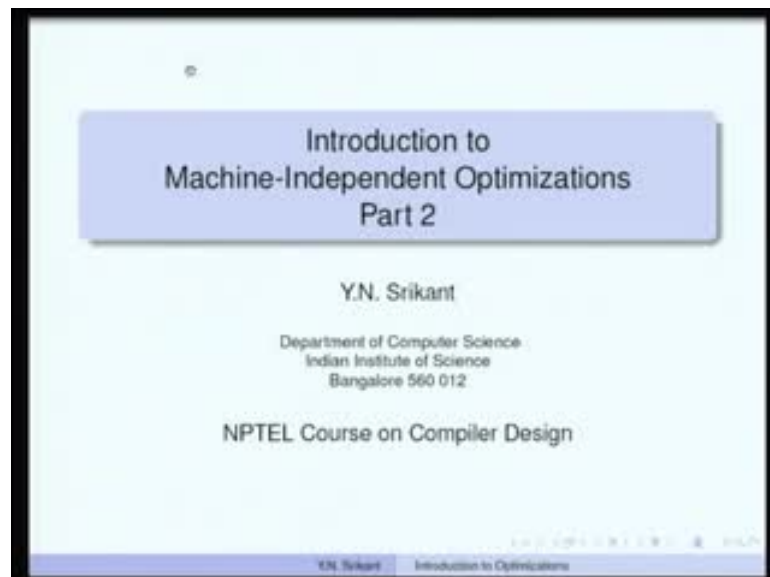 Introduction to
Machine-Independent Optimizations
Part 2
Y.N. Srikant
Department of Computer Science
Indian Institute of Science
Bangalore 560 012
NPTEL Course on Compiler Design
Y.N. Srikant Introduction to Optimizations